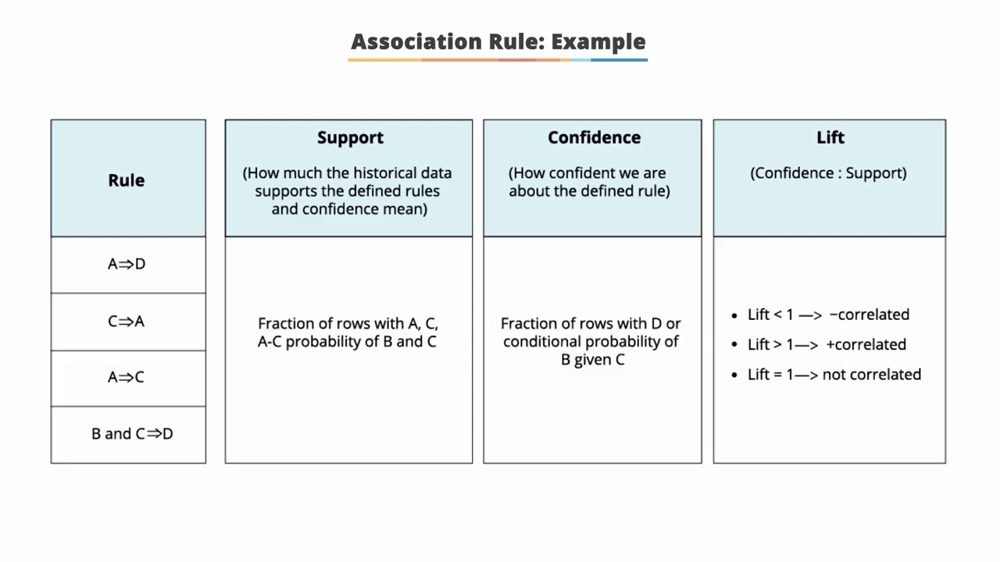 Association Rule: Example
Rule
Support
(How much the historical data
supports the defined rules
and confidence mean)
Confidence
(How confident we are
about the defined rule)
Lift
(Confidence : Support)
A⇒D
C⇒A
A⇒C
B and C⇒D
Fraction of rows with A, C,
A-C probability of B and C
Fraction of rows with D or
conditional probability of
B given C
• Lift < 1 —> −correlated
• Lift > 1—> +correlated
• Lift = 1—> not correlated